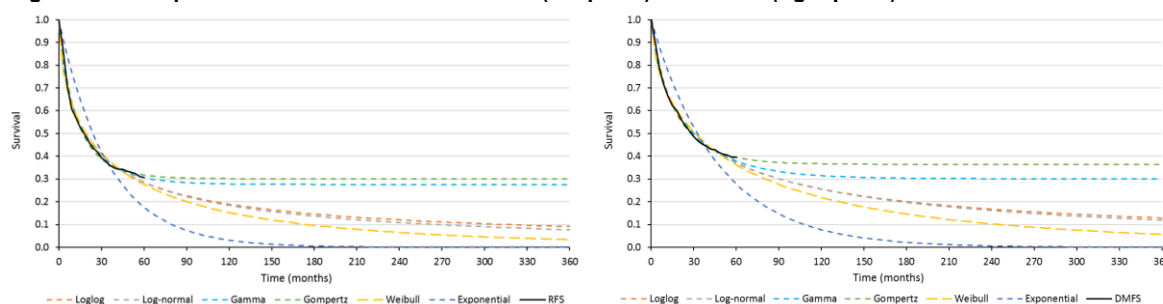 1.0
0.9
0.8
0.7
0.6
0.5
0.4
0.3
0.2
0.1
0.0
Survival
0 30 60 90 120 150 180 210 240 270 300 330 360
Time (months)
Loglog Log-normal Gamma Gompertz Weibull Exponential RFS
1.0
0.9
0.8
0.7
0.6
0.5
0.4
0.3
0.2
0.1
0.0
Survival
0 30 60 90 120 150 180 210 240 270 300 330 36
Time (months)
Loglog Log-normal Gamma Gompertz Weibull Exponential DMFS